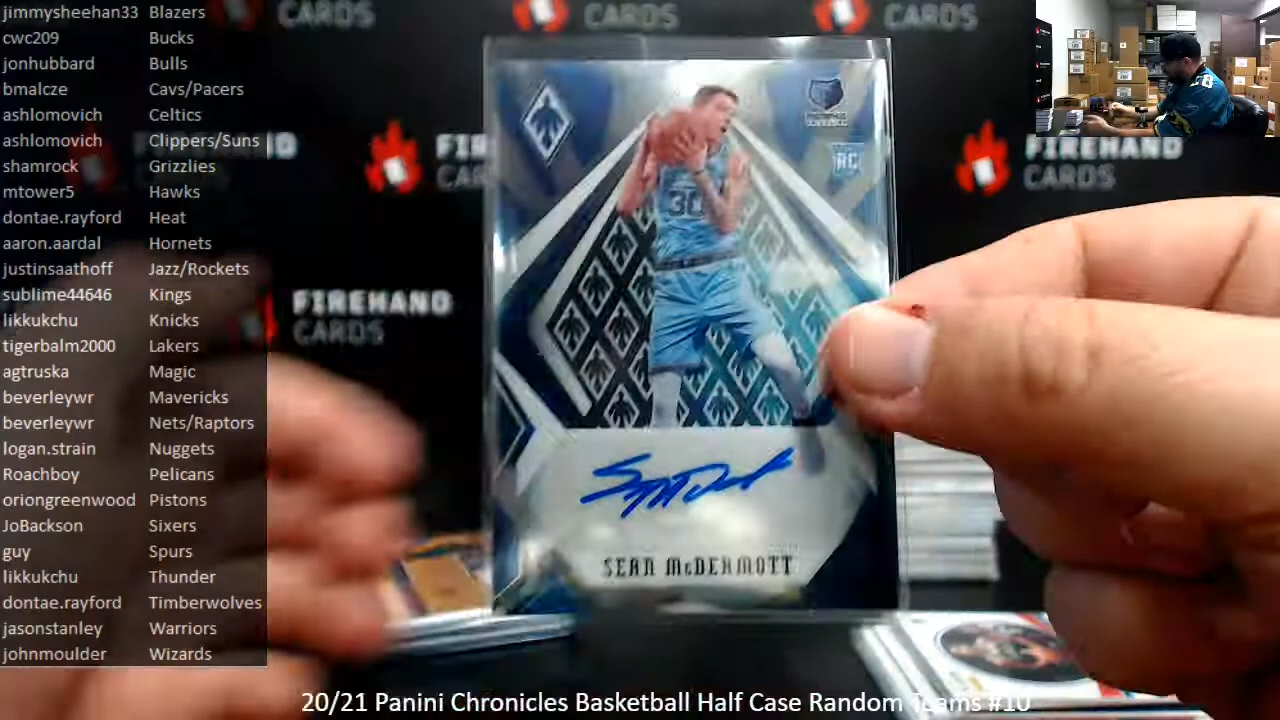 jimmysheehan33 Blazers
cwc209 Bucks
jonhubbard Bulls
bmalcze Cavs/Pacers
ashlomovich Celtics
ashlomovich Clippers/Suns
shamrock Grizzlies
mtower5 Hawks
dontae.rayford Heat
aaron.aardal Hornets
justinsaathoff Jazz/Rockets
sublime44646 Kings
likkukchu Knicks
tigerbalm2000 Lakers
agtruska Magic
beverleywr Mavericks
beverleywr Nets/Raptors
logan.strain Nuggets
Roachboy Pelicans
oriongreenwood Pistons
JoBackson Sixers
guy Spurs
likkukchu Thunder
dontae.rayford Timberwolves
jasonstanley Warriors
johnmoulder Wizards
CARDS
CARDS
CARDS
FIREHAND
CARDS
FIREHAND
CARDS
RC
30
SEAN McDERMOTT
20/21 Panini Chronicles Basketball Half Case Random Teams #10